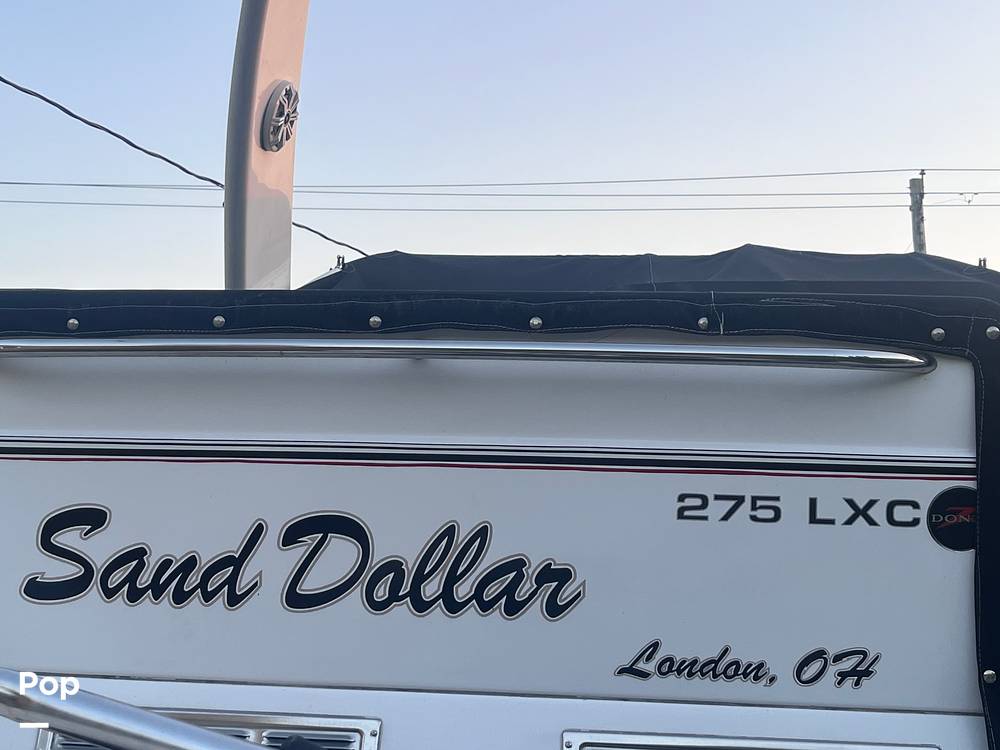 275 LXC
Sand Dollar
London, OH
Pop